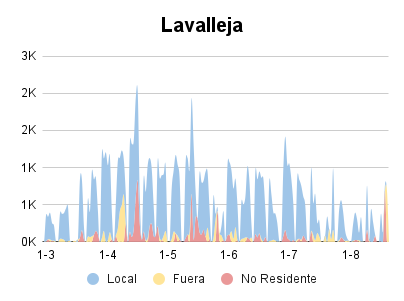 Lavalleja
3K
2K
2K
1K
1K
0K
1-3 1-4 1-5 1-6 1-7 1-8
Local Fuera No Residente